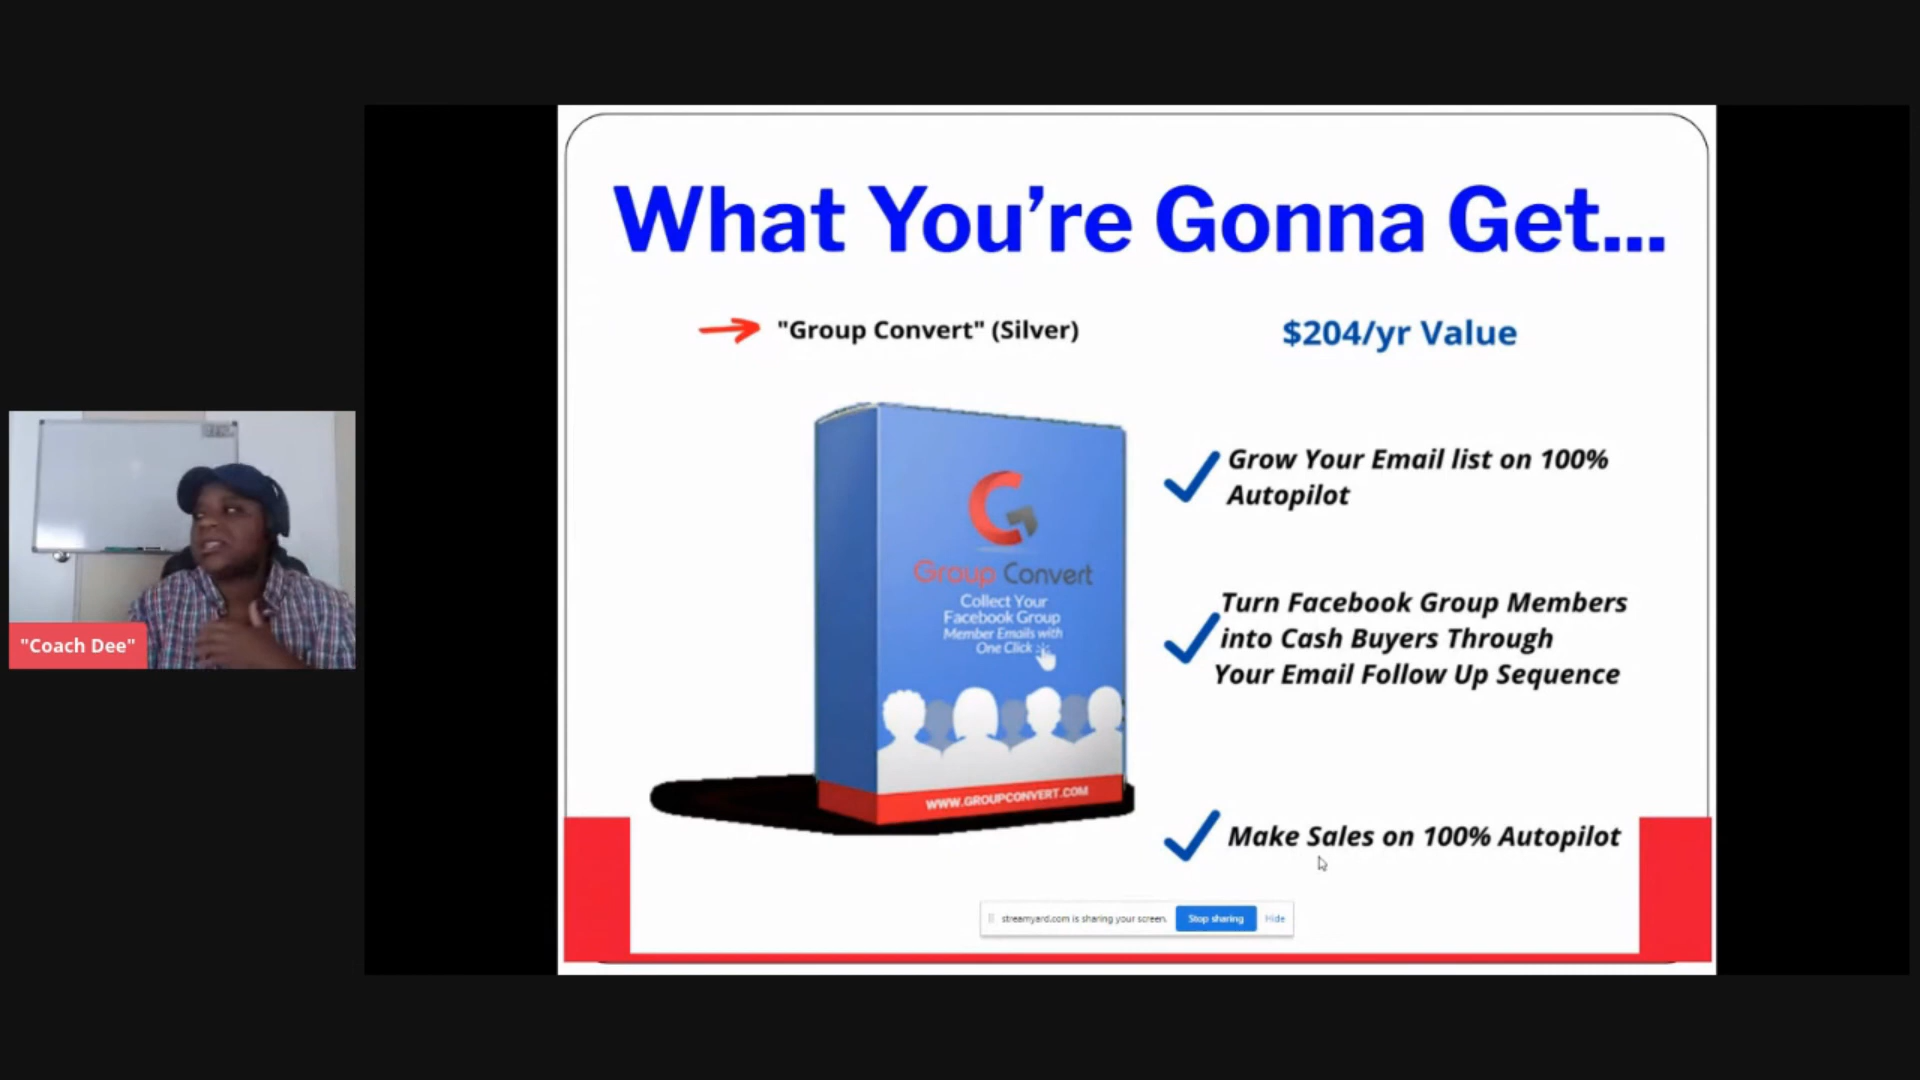 What You’re Gonna Get...
"Group Convert" (Silver)
$204/yr Value
Group Convert
Collect Your
Facebook Group
Member Emails with
One Click
WWW.GROUPCONVERT.COM
Grow Your Email list on 100%
Autopilot
Turn Facebook Group Members
into Cash Buyers Through
Your Email Follow Up Sequence
Make Sales on 100% Autopilot
"Coach Dee"
streamyard.com is sharing your screen.
Stop sharing
Hide